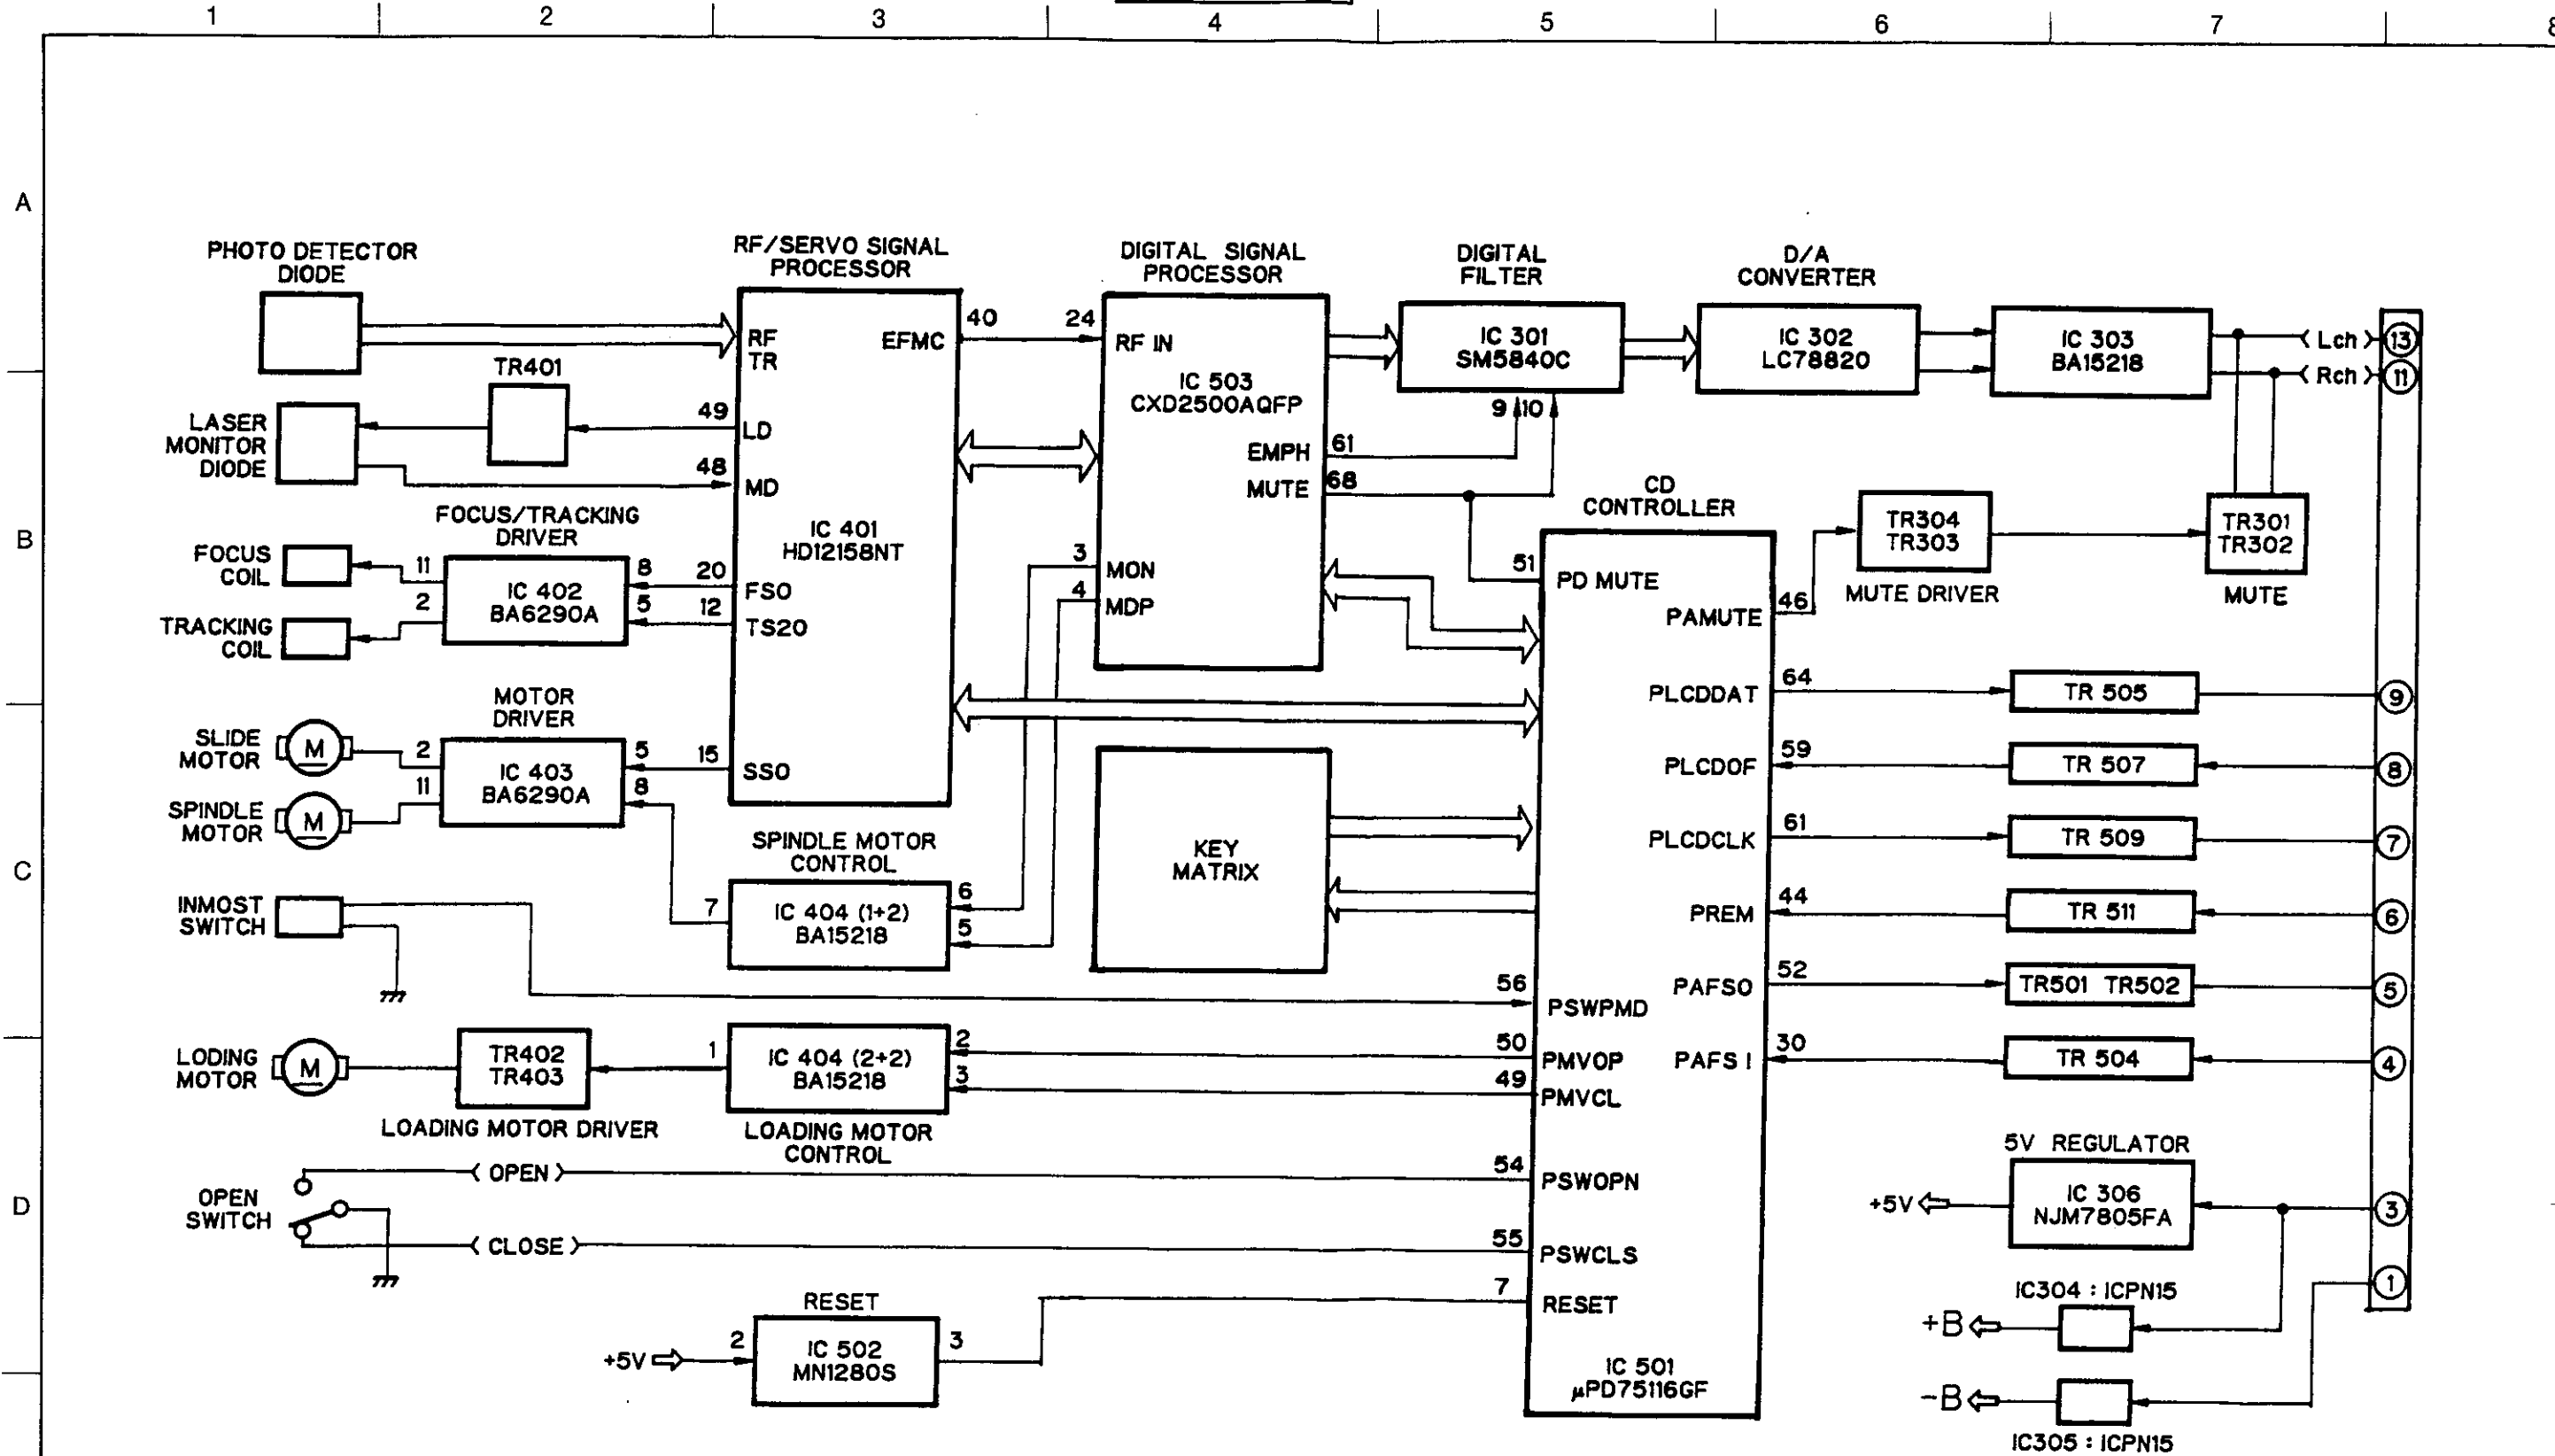 1 2 3 4 5 6 7 8
A
B
C
D
PHOTO DETECTOR
DIODE
RF/SERVO SIGNAL
PROCESSOR
DIGITAL SIGNAL
PROCESSOR
DIGITAL
FILTER
D/A
CONVERTER
RF
TR
EFMC
40
24
RF IN
IC 301
SM5840C
IC 302
LC78820
IC 303
BA15218
⟨ Lch ⟩
13
⟨ Rch ⟩
11
TR401
IC 503
CXD2500AQFP
9 10
LASER
MONITOR
DIODE
49
LD
48
MD
EMPH
61
MUTE
68
CD
CONTROLLER
FOCUS/TRACKING
DRIVER
IC 401
HD12158NT
TR304
TR303
MUTE DRIVER
TR301
TR302
MUTE
FOCUS
COIL
11
IC 402
BA6290A
8
20
FSO
3
MON
51
PD MUTE
TRACKING
COIL
2
5
12
TS20
4
MDP
PAMUTE
46
MOTOR
DRIVER
PLCDDAT
64
TR 505
9
SLIDE
MOTOR
M
2
IC 403
BA6290A
5
15
SSO
PLCDOF
59
TR 507
8
SPINDLE
MOTOR
M
11
8
SPINDLE MOTOR
CONTROL
KEY
MATRIX
PLCDCLK
61
TR 509
7
INMOST
SWITCH
7
IC 404 (1+2)
BA15218
6
5
PREM
44
TR 511
6
56
PSWPMD
PAFSO
52
TR501 TR502
5
LODING
MOTOR
M
TR402
TR403
1
IC 404 (2+2)
BA15218
2
3
50
PMVOP
49
PMVCL
PAFS I
30
TR 504
4
LOADING MOTOR DRIVER
LOADING MOTOR
CONTROL
5V REGULATOR
OPEN
SWITCH
⟨ OPEN ⟩
54
PSWOPN
+5V
IC 306
NJM7805FA
3
⟨ CLOSE ⟩
55
PSWCLS
1
RESET
7
RESET
IC304 : ICPN15
+5V
2
IC 502
MN1280S
3
+B
IC 501
µPD75116GF
-B
IC305 : ICPN15